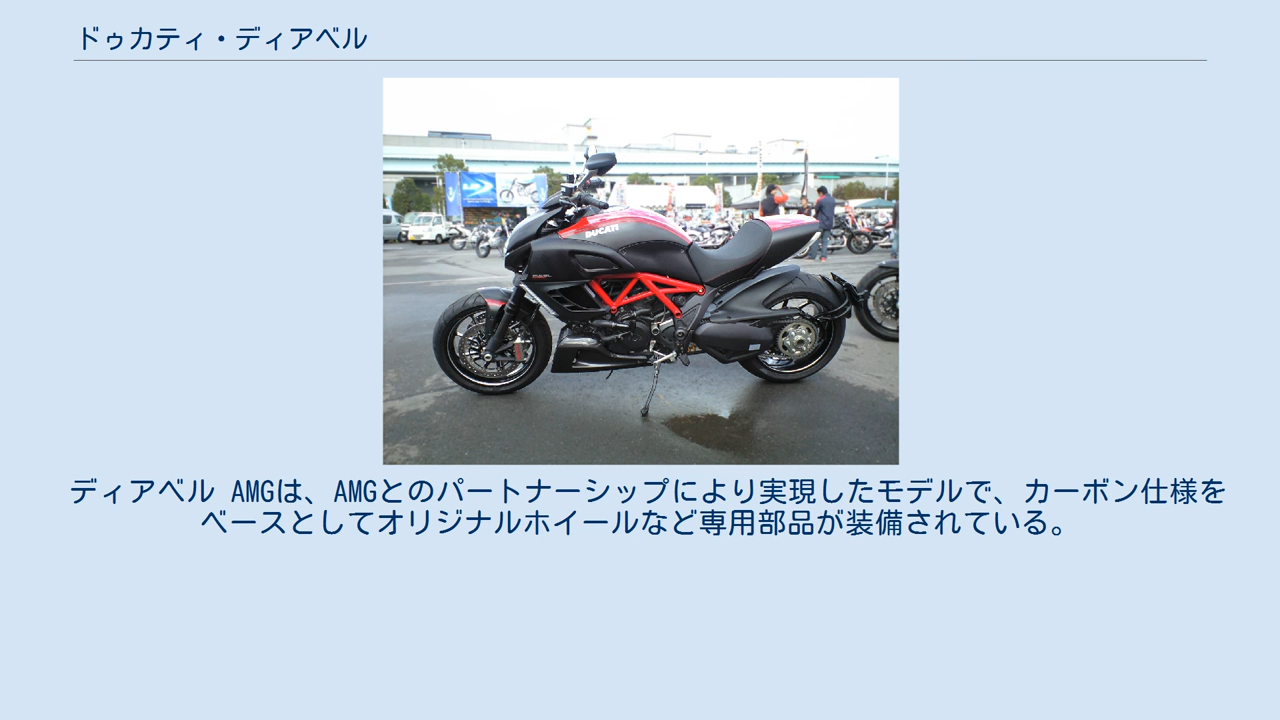 ドゥカティ・ディアベル
DUCATI
ディアベル AMGは、AMGとのパートナーシップにより実現したモデルで、カーボン仕様を
ベースとしてオリジナルホイールなど専用部品が装備されている。